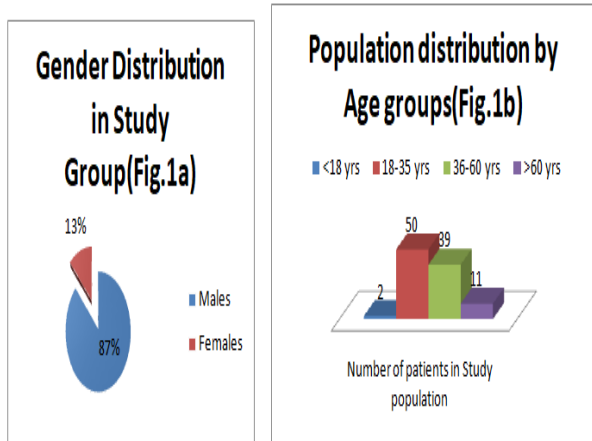 Gender Distribution
in Study
Group(Fig.1a)
13%
87%
Males
Females
Population distribution by
Age groups(Fig.1b)
<18 yrs 18-35 yrs 36-60 yrs >60 yrs
50
39
11
2
Number of patients in Study
population